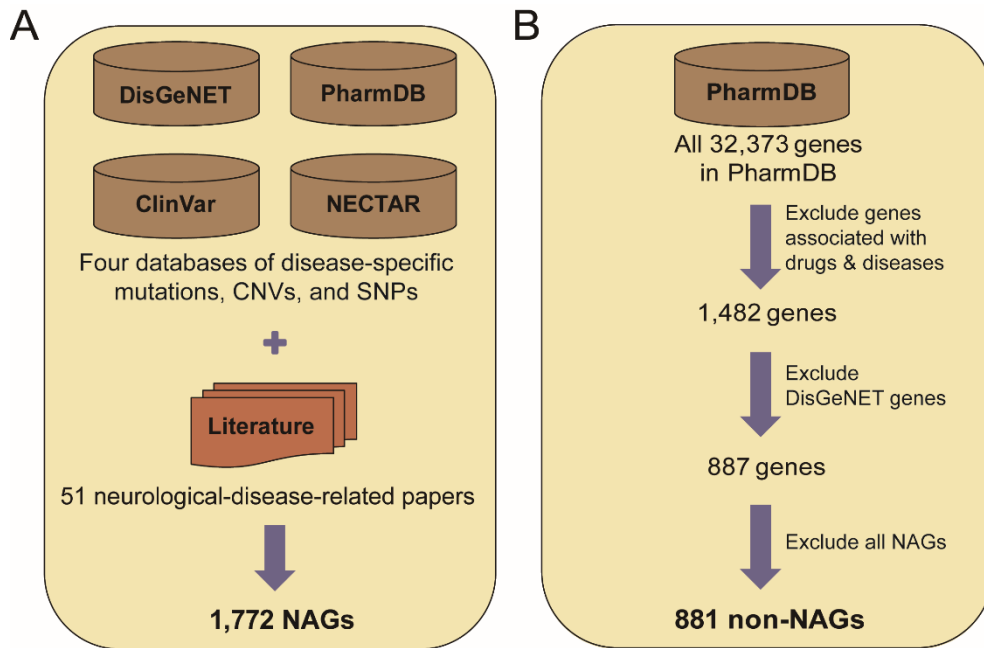 A
DisGeNET
PharmDB
ClinVar
NECTAR
Four databases of disease-specific
mutations, CNVs, and SNPs
+
Literature
51 neurological-disease-related papers
1,772 NAGs
B
PharmDB
All 32,373 genes
in PharmDB
Exclude genes
associated with
drugs & diseases
1,482 genes
Exclude
DisGeNET genes
887 genes
Exclude all NAGs
881 non-NAGs